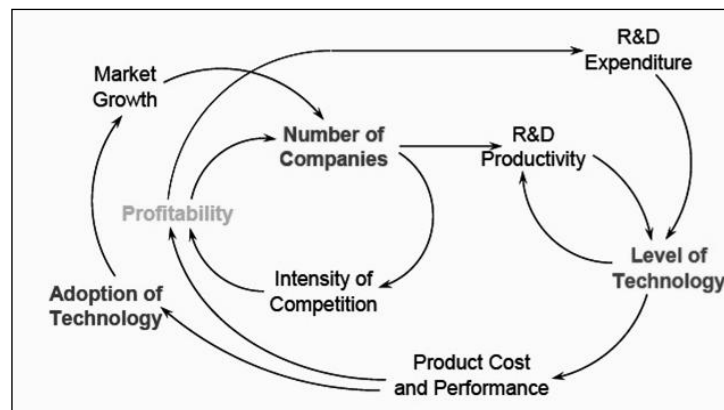 R&D
Expenditure
Market
Growth
Number of
Companies
R&D
Productivity
Profitability
Level of
Technology
Intensity of
Competition
Adoption of
Technology
Product Cost
and Performance